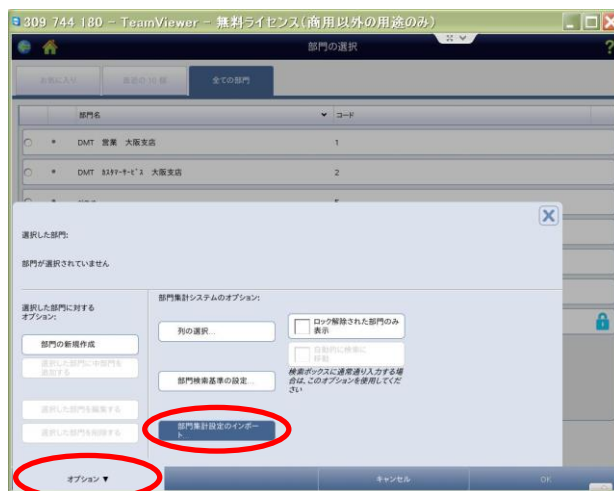 309 744 180 - TeamViewer - 無料ライセンス(商用以外の用途のみ)
部門の選択
?
お気に入り
最近の 10 個
全ての部門
部門名
コード
DMT 営業 大阪支店
1
DMT ｶｽﾀﾏｰｻｰﾋﾞｽ 大阪支店
2
選択した部門:
部門が選択されていません
選択した部門に対する
オプション:
部門の新規作成
選択した部門に中部門を
追加する
選択した部門を編集する
選択した部門を削除する
部門集計システムのオプション:
列の選択...
部門検索基準の設定...
部門集計設定のインポー
ト...
ロック解除された部門のみ
表示
自動的に検索に
移動
検索ボックスに通常通り入力する場
合は、このオプションを使用してくだ
さい
オプション ▼
キャンセル
OK